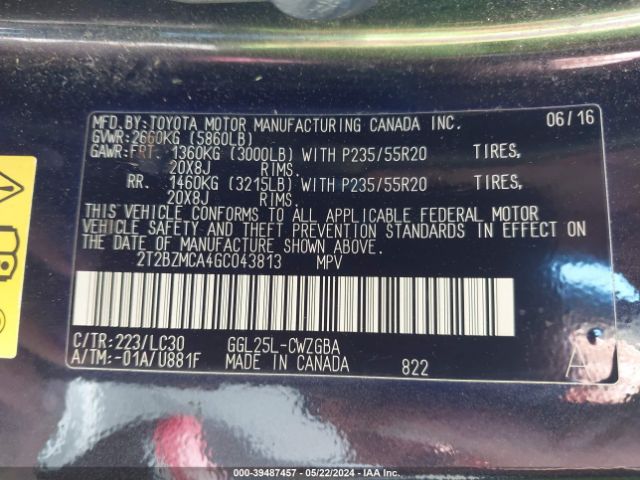 MFD.BY:TOYOTA MOTOR MANUFACTURING CANADA INC. 06/16
GVWR:2660KG (5860LB)
GAWR:FRT. 1360KG (3000LB) WITH P235/55R20 TIRES,
20X8J RIMS.
RR. 1460KG (3215LB) WITH P235/55R20 TIRES,
20X8J RIMS.
THIS VEHICLE CONFORMS TO ALL APPLICABLE FEDERAL MOTOR
VEHICLE SAFETY AND THEFT PREVENTION STANDARDS IN EFFECT ON
THE DATE OF MANUFACTURE SHOWN ABOVE.
2T2BZMCA4GC043813 MPV
C/TR:223/LC30 GGL25L-CWZGBA
A/TM:-01A/U881F MADE IN CANADA 822 A
000-39487457 - 05/22/2024 - IAAI.com